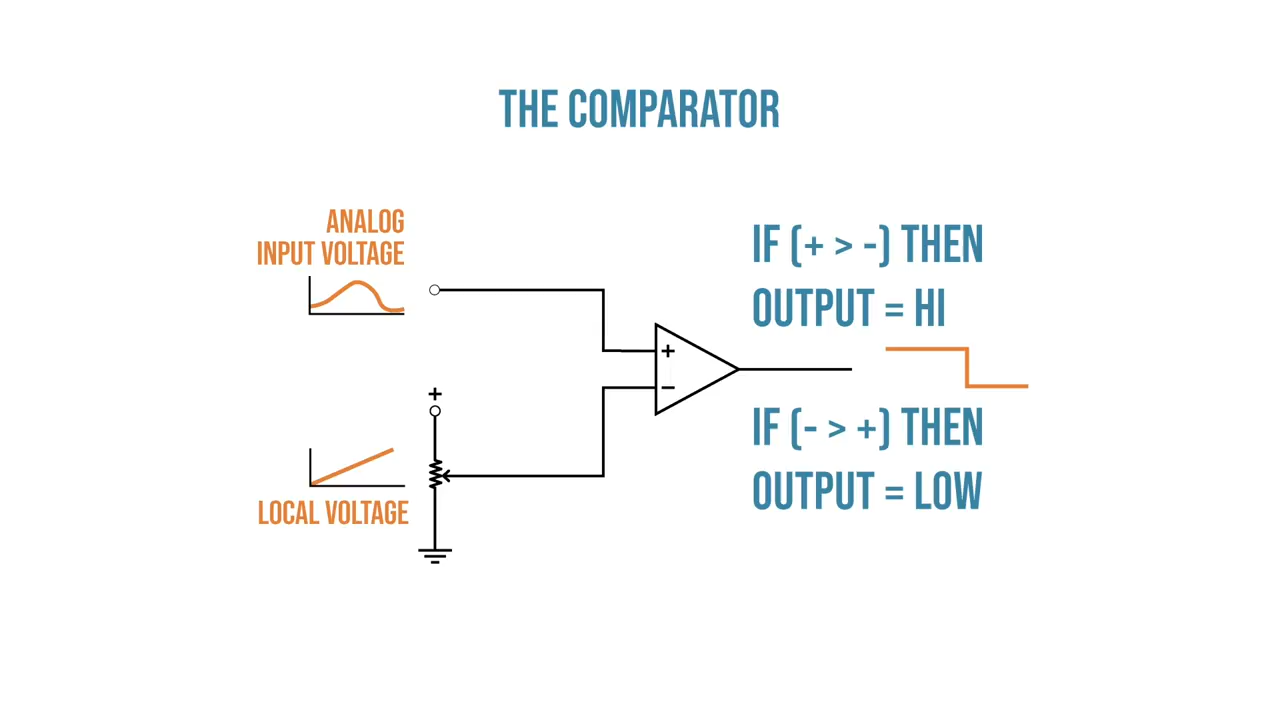 THE COMPARATOR
ANALOG
INPUT VOLTAGE
IF (+ > -) THEN
OUTPUT = HI
+
-
+
IF (- > +) THEN
OUTPUT = LOW
LOCAL VOLTAGE